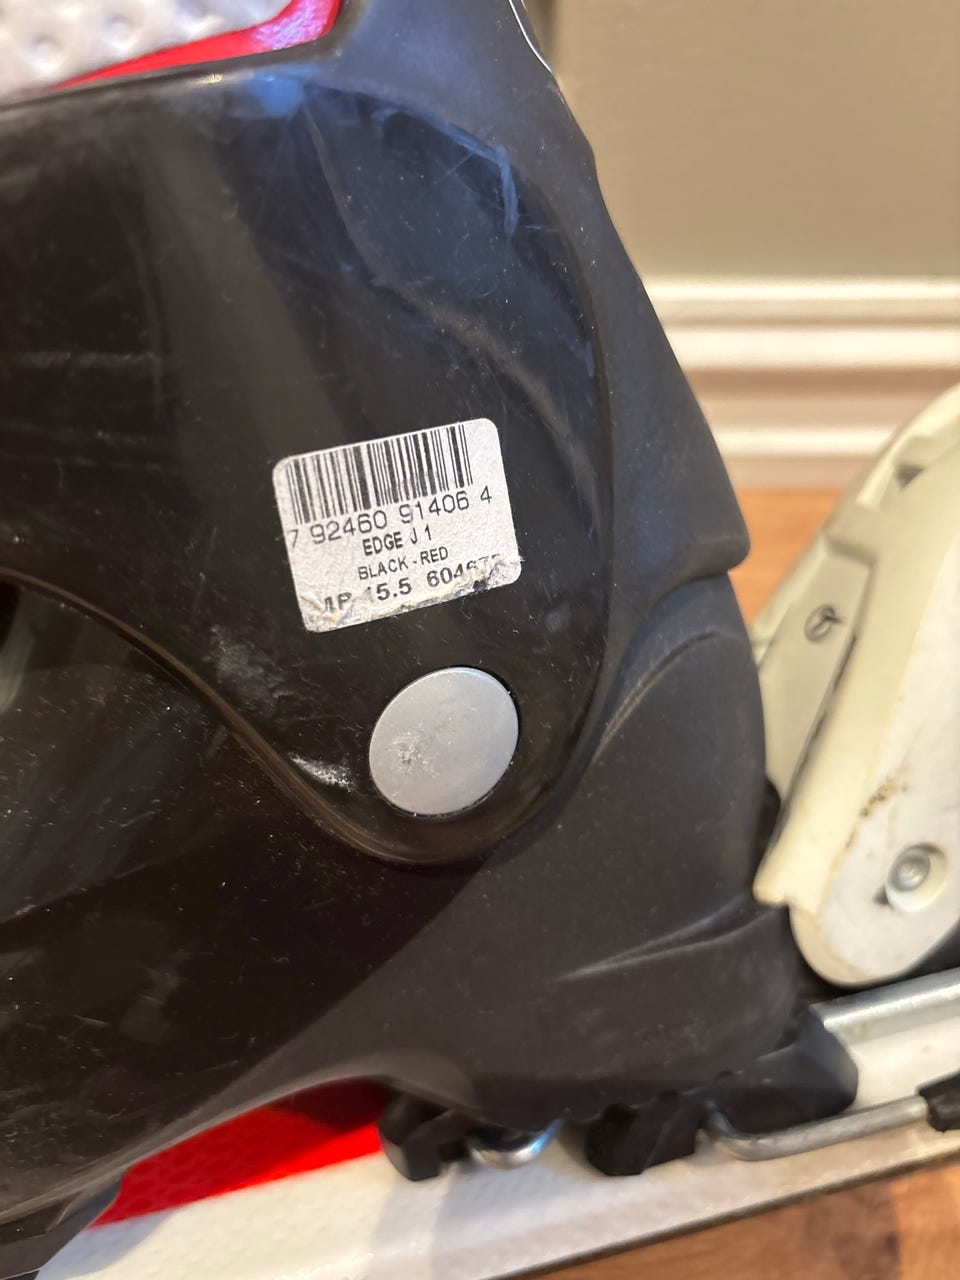 7 92460 91406 4
EDGE J 1
BLACK - RED
15.5